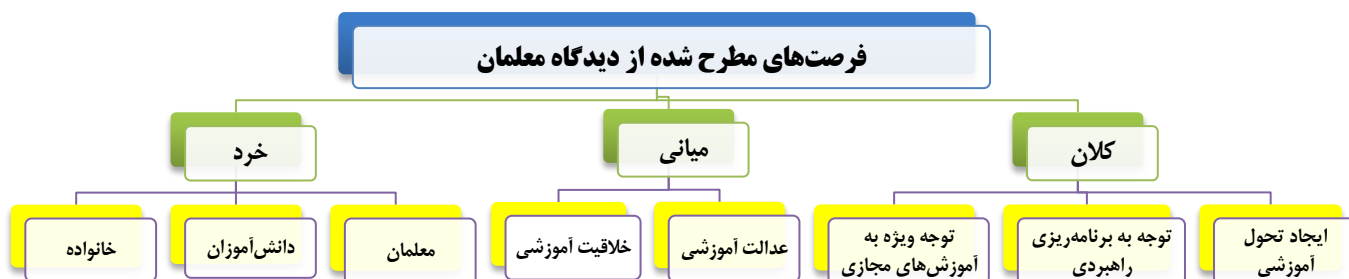 فرصت‌های مطرح شده از دیدگاه معلمان
کلان
میانی
خرد
ایجاد تحول
آموزشی
توجه به برنامه‌ریزی
راهبردی
توجه ویژه به
آموزش‌های مجازی
عدالت آموزشی
خلاقیت آموزشی
معلمان
دانش‌آموزان
خانواده